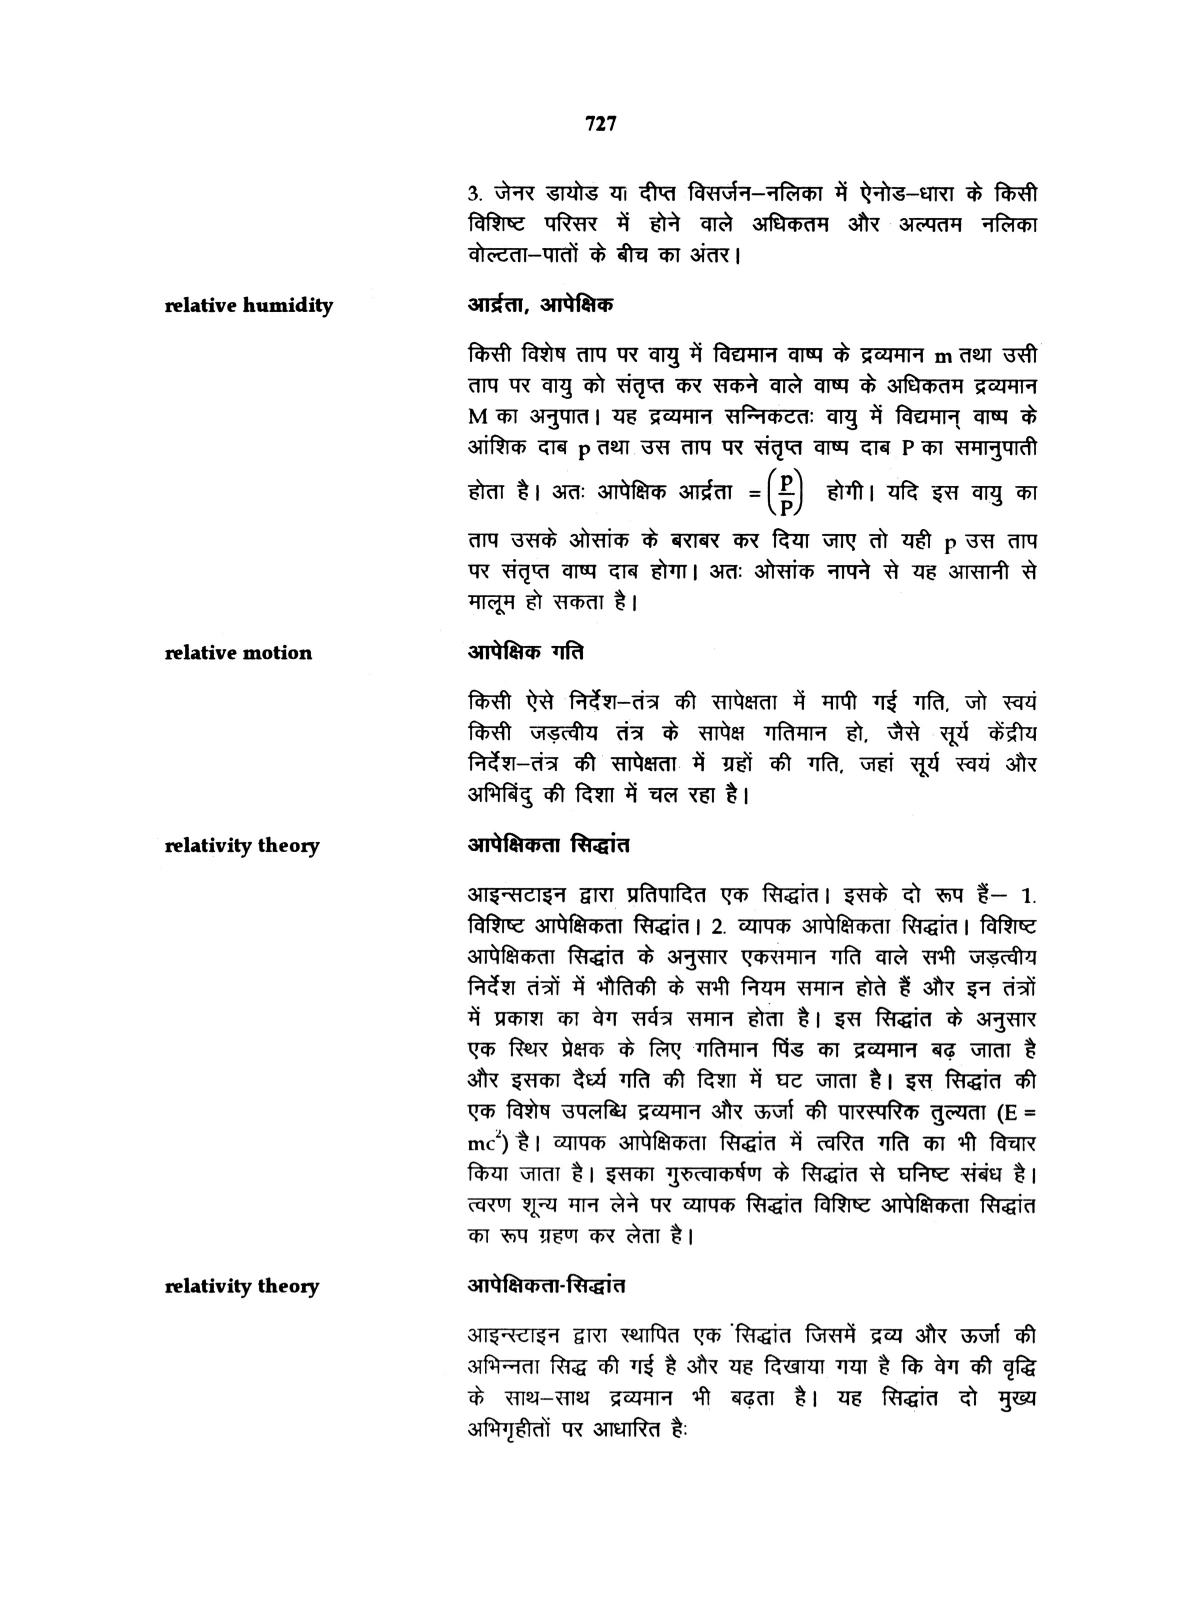 727
3. जेनर डायोड या दीप्त विसर्जन–नलिका में ऐनोड–धारा के किसी
विशिष्ट परिसर में होने वाले अधिकतम और अल्पतम नलिका
वोल्टता–पातों के बीच का अंतर।
relative humidity
आर्द्रता, आपेक्षिक
किसी विशेष ताप पर वायु में विद्यमान वाष्प के द्रव्यमान m तथा उसी
ताप पर वायु को संतृप्त कर सकने वाले वाष्प के अधिकतम द्रव्यमान
M का अनुपात। यह द्रव्यमान सन्निकटतः वायु में विद्यमान् वाष्प के
आंशिक दाब p तथा उस ताप पर संतृप्त वाष्प दाब P का समानुपाती
होता है। अतः आपेक्षिक आर्द्रता = (p/P) होगी। यदि इस वायु का
ताप उसके ओसांक के बराबर कर दिया जाए तो यही p उस ताप
पर संतृप्त वाष्प दाब होगा। अतः ओसांक नापने से यह आसानी से
मालूम हो सकता है।
relative motion
आपेक्षिक गति
किसी ऐसे निर्देश–तंत्र की सापेक्षता में मापी गई गति, जो स्वयं
किसी जड़त्वीय तंत्र के सापेक्ष गतिमान हो, जैसे सूर्य केंद्रीय
निर्देश–तंत्र की सापेक्षता में ग्रहों की गति, जहां सूर्य स्वयं और
अभिबिंदु की दिशा में चल रहा है।
relativity theory
आपेक्षिकता सिद्धांत
आइन्सटाइन द्वारा प्रतिपादित एक सिद्धांत। इसके दो रूप हैं– 1.
विशिष्ट आपेक्षिकता सिद्धांत। 2. व्यापक आपेक्षिकता सिद्धांत। विशिष्ट
आपेक्षिकता सिद्धांत के अनुसार एकसमान गति वाले सभी जड़त्वीय
निर्देश तंत्रों में भौतिकी के सभी नियम समान होते हैं और इन तंत्रों
में प्रकाश का वेग सर्वत्र समान होता है। इस सिद्धांत के अनुसार
एक स्थिर प्रेक्षक के लिए गतिमान पिंड का द्रव्यमान बढ़ जाता है
और इसका दैर्ध्य गति की दिशा में घट जाता है। इस सिद्धांत की
एक विशेष उपलब्धि द्रव्यमान और ऊर्जा की पारस्परिक तुल्यता (E =
mc²) है। व्यापक आपेक्षिकता सिद्धांत में त्वरित गति का भी विचार
किया जाता है। इसका गुरुत्वाकर्षण के सिद्धांत से घनिष्ट संबंध है।
त्वरण शून्य मान लेने पर व्यापक सिद्धांत विशिष्ट आपेक्षिकता सिद्धांत
का रूप ग्रहण कर लेता है।
relativity theory
आपेक्षिकता-सिद्धांत
आइन्स्टाइन द्वारा स्थापित एक सिद्धांत जिसमें द्रव्य और ऊर्जा की
अभिन्नता सिद्ध की गई है और यह दिखाया गया है कि वेग की वृद्धि
के साथ–साथ द्रव्यमान भी बढ़ता है। यह सिद्धांत दो मुख्य
अभिगृहीतों पर आधारित हैः